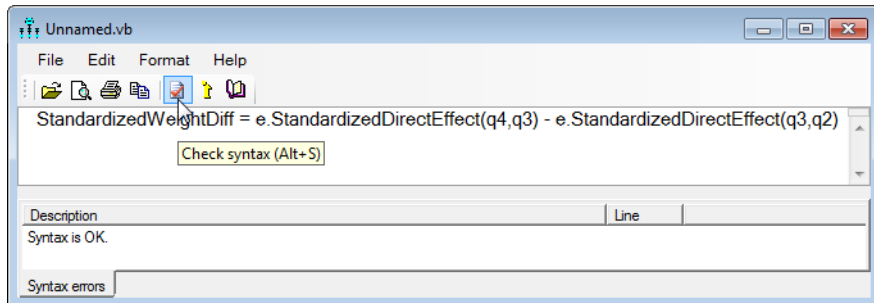 Unnamed.vb
File Edit Format Help
StandardizedWeightDiff = e.StandardizedDirectEffect(q4,q3) - e.StandardizedDirectEffect(q3,q2)
Check syntax (Alt+S)
Description Line
Syntax is OK.
Syntax errors